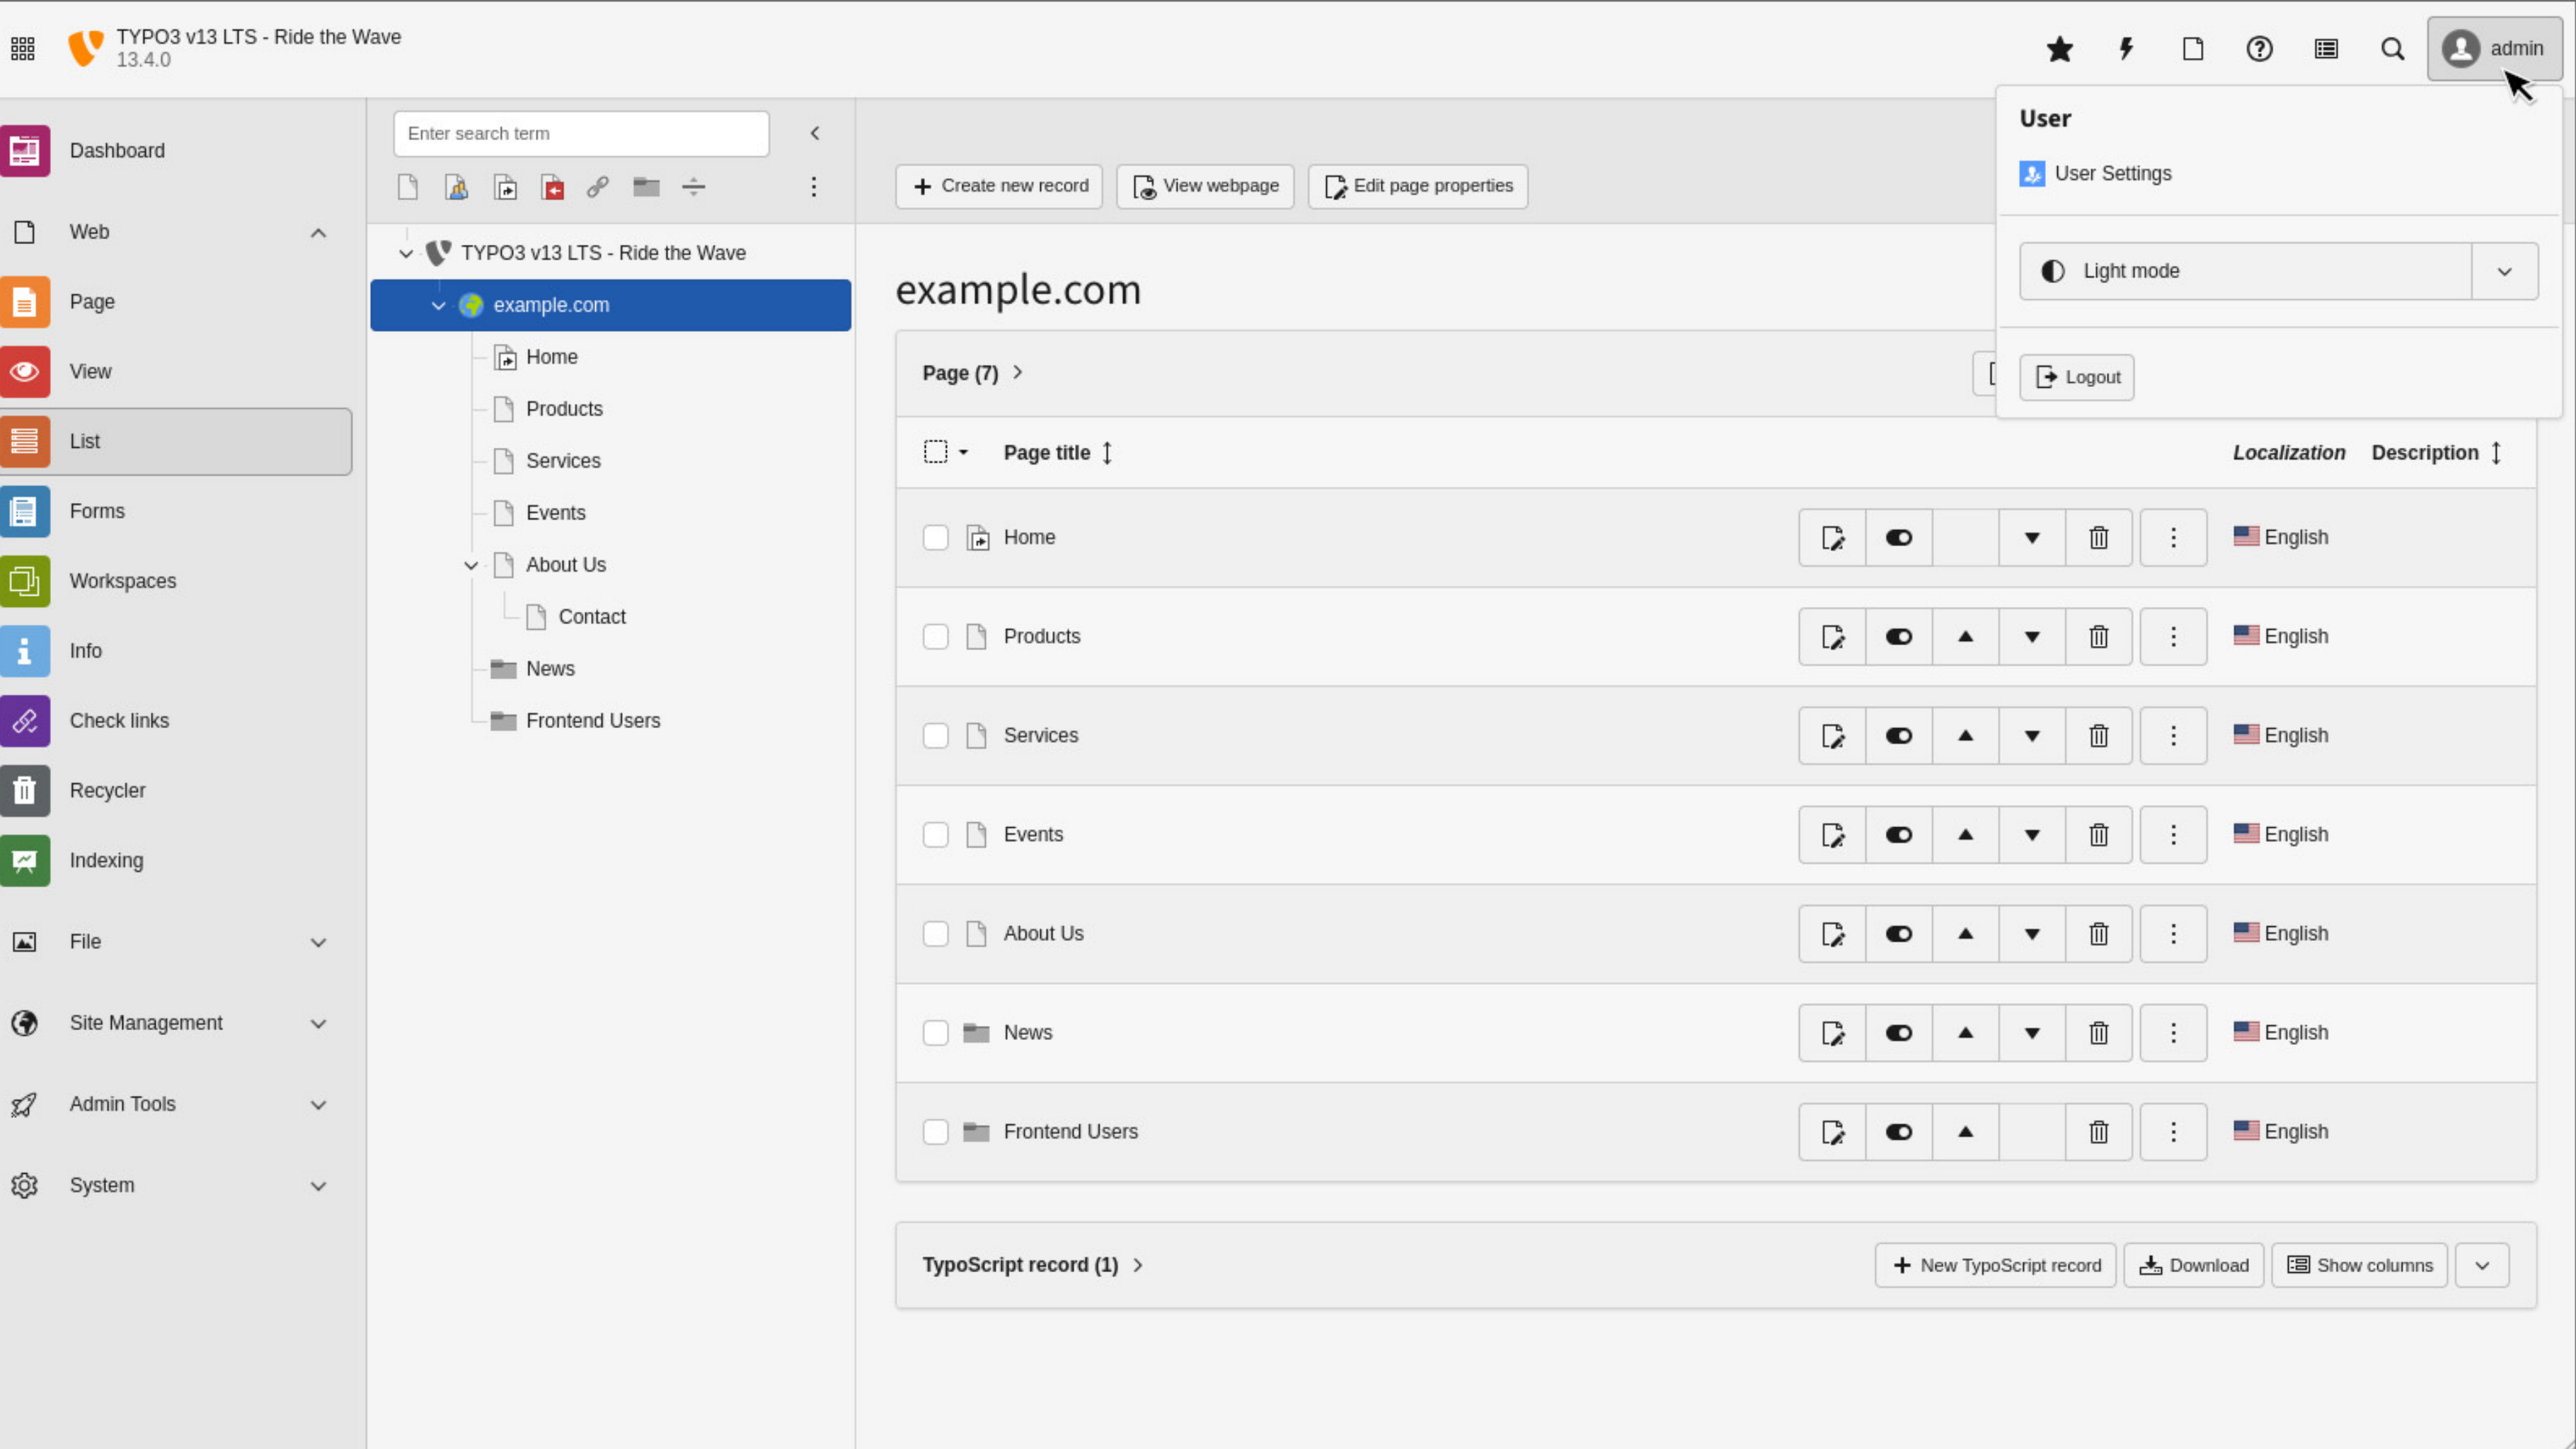 TYPO3 v13 LTS - Ride the Wave
13.4.0
admin
User
User Settings
Light mode
Logout
Dashboard
Web
Page
View
List
Forms
Workspaces
Info
Check links
Recycler
Indexing
File
Site Management
Admin Tools
System
Enter search term
TYPO3 v13 LTS - Ride the Wave
example.com
Home
Products
Services
Events
About Us
Contact
News
Frontend Users
Create new record
View webpage
Edit page properties
example.com
Page (7)
Page title
Localization
Description
Home
English
Products
English
Services
English
Events
English
About Us
English
News
English
Frontend Users
English
TypoScript record (1)
New TypoScript record
Download
Show columns